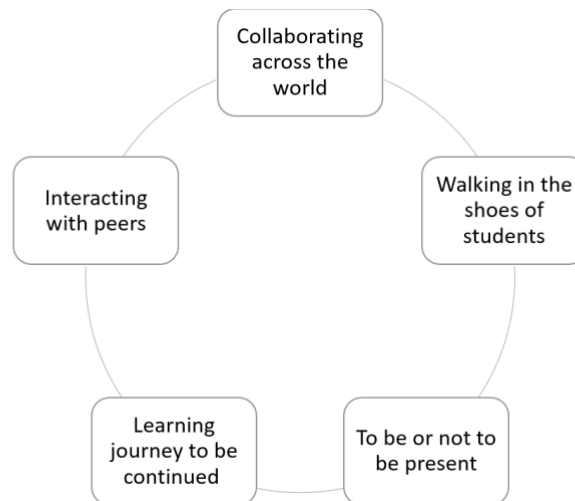 Collaborating
across the
world
Walking in the
shoes of
students
To be or not to
be present
Learning
journey to be
continued
Interacting
with peers